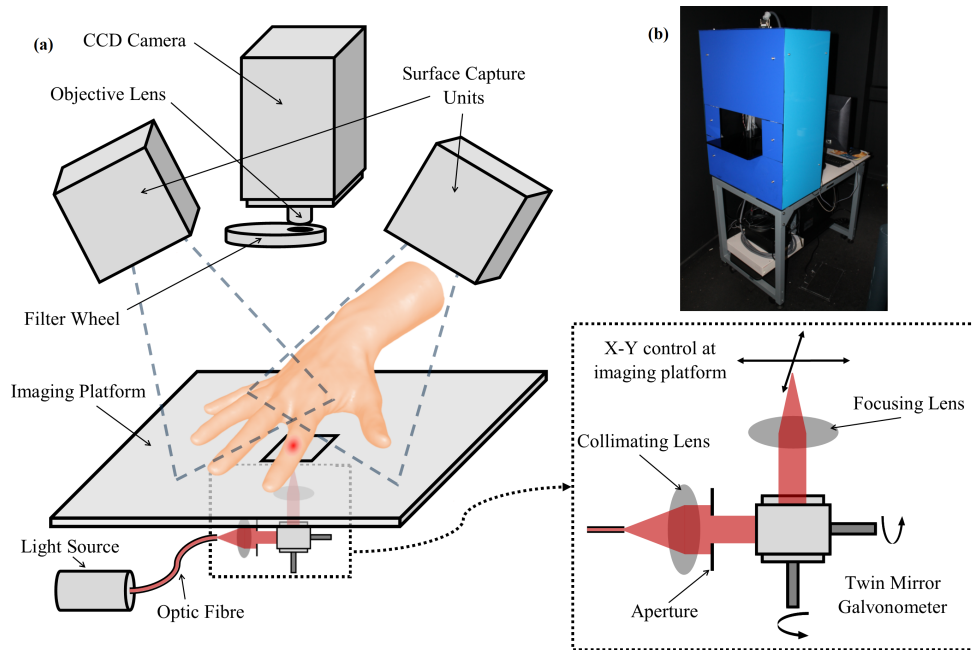 (a)
CCD Camera
Objective Lens
Surface Capture
Units
Filter Wheel
Imaging Platform
Light Source
Optic Fibre
(b)
X-Y control at
imaging platform
Focusing Lens
Collimating Lens
Aperture
Twin Mirror
Galvonometer